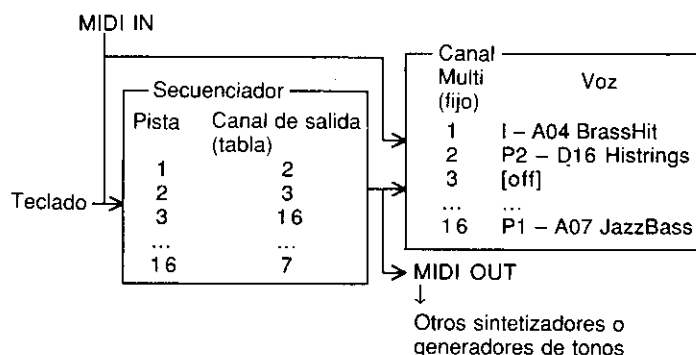 MIDI IN
Secuenciador
Pista Canal de salida
(tabla)
1 2
2 3
3 16
... ...
16 7
Teclado
Canal
Multi Voz
(fijo)
1 I – A04 BrassHit
2 P2 – D16 Histrings
3 [off]
... ...
16 P1 – A07 JazzBass
MIDI OUT
Otros sintetizadores o
generadores de tonos